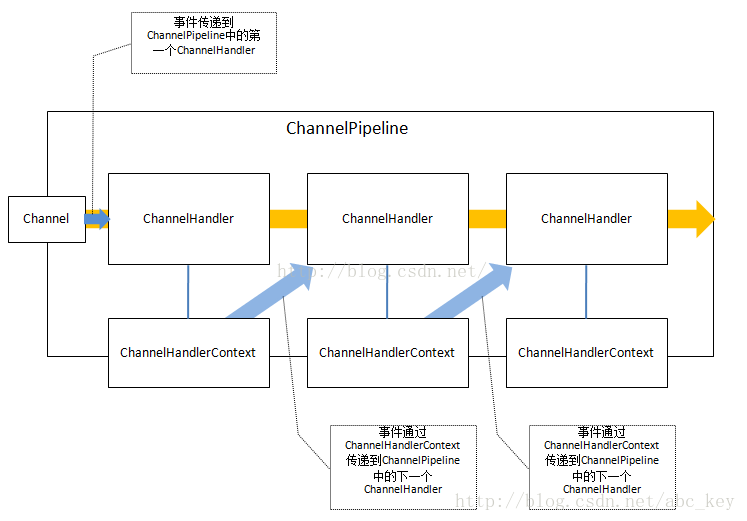 事件传递到
ChannelPipeline中的第
一个ChannelHandler
ChannelPipeline
Channel
ChannelHandler
ChannelHandler
ChannelHandler
http://blog.csdn.net/
ChannelHandlerContext
ChannelHandlerContext
ChannelHandlerContext
事件通过
ChannelHandlerContext
传递到ChannelPipeline
中的下一个
ChannelHandler
事件通过
ChannelHandlerContext
传递到ChannelPipeline
中的下一个
ChannelHandler
http://blog.csdn.net/abc_key